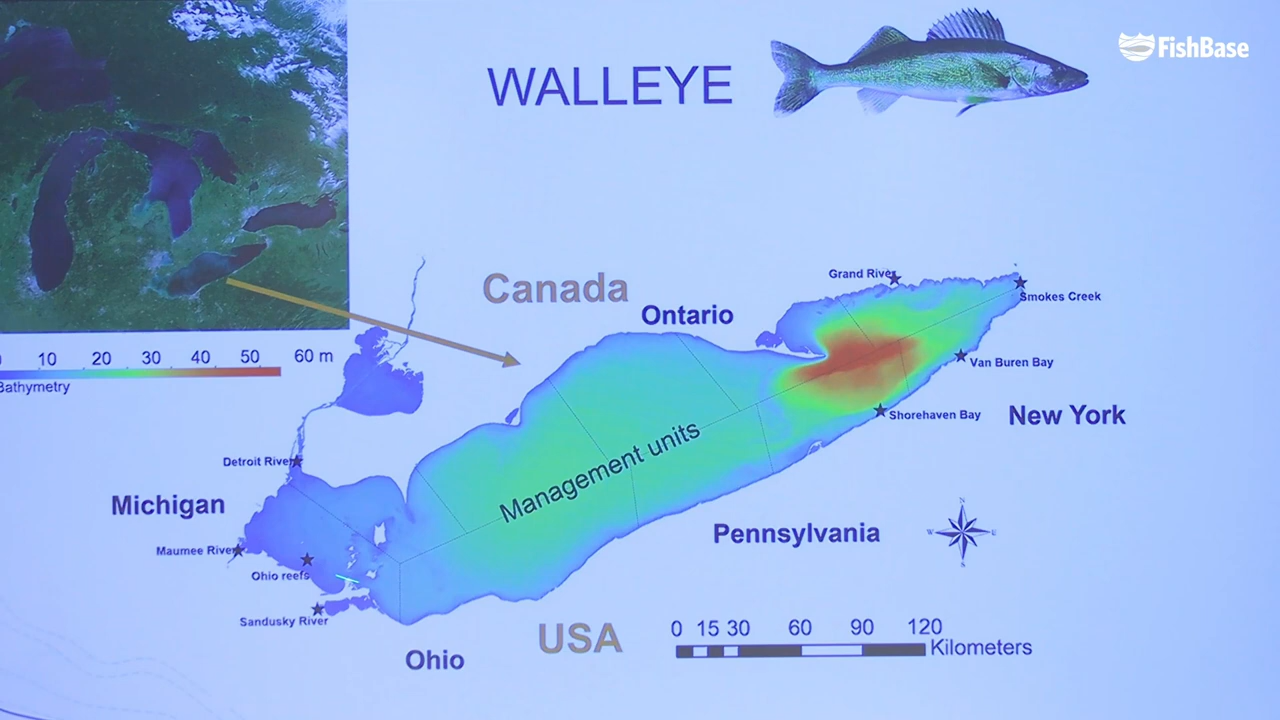 FishBase
WALLEYE
Canada
Ontario
Grand River
Smokes Creek
10 20 30 40 50 60 m
Bathymetry
Van Buren Bay
Shorehaven Bay
New York
Management units
Detroit River
Michigan
Pennsylvania
N
W E
S
Maumee River
Ohio reefs
Sandusky River
0 15 30 60 90 120
Kilometers
USA
Ohio